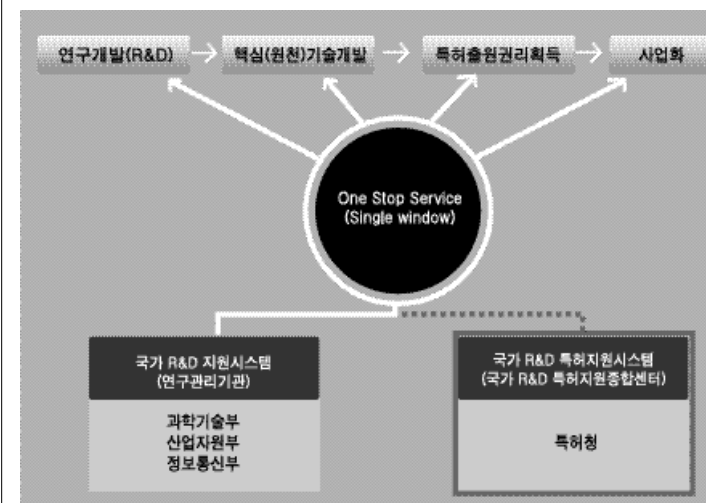 연구개발(R&D)
핵심(원천)기술개발
특허출원권리획득
사업화
One Stop Service
(Single window)
국가 R&D 지원시스템
(연구관리기관)
과학기술부
산업자원부
정보통신부
국가 R&D 특허지원시스템
(국가 R&D 특허지원종합센터)
특허청